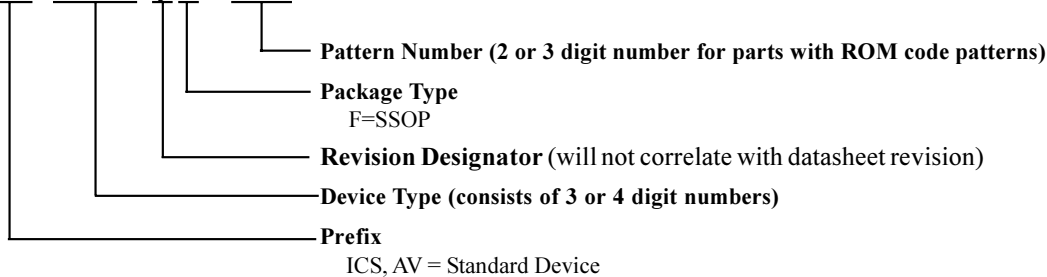 Pattern Number (2 or 3 digit number for parts with ROM code patterns)
Package Type
F=SSOP
Revision Designator (will not correlate with datasheet revision)
Device Type (consists of 3 or 4 digit numbers)
Prefix
ICS, AV = Standard Device